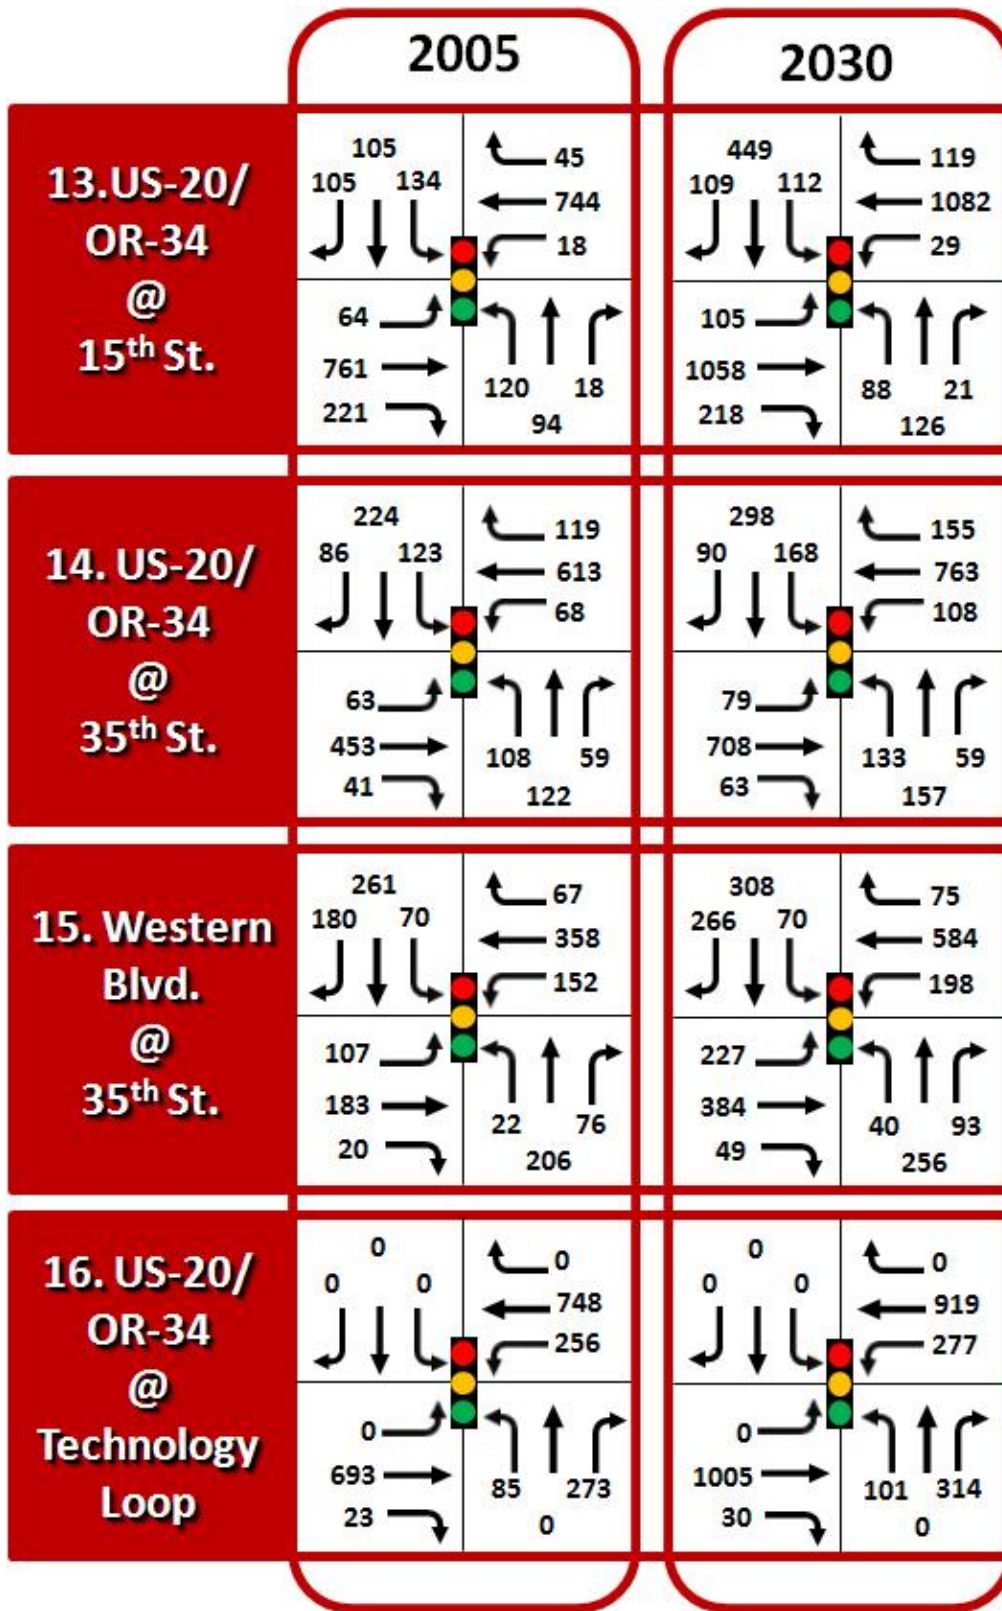 2005 2030
13.US-20/
OR-34
@
15th St.
105 449
105 134 45 109 112 119
744 1082
18 29
64 105
761 1058
221 120 18 218 88 21
94 126
14. US-20/
OR-34
@
35th St.
224 119 298 155
86 123 613 90 168 763
68 108
63 79
453 708
41 108 59 63 133 59
122 157
15. Western
Blvd.
@
35th St.
261 67 308 75
180 70 358 266 70 584
152 198
107 227
183 384
20 22 76 49 40 93
206 256
16. US-20/
OR-34
@
Technology
Loop
0 0 0 0
0 0 748 0 0 919
256 277
0 0
693 85 273 1005 101 314
23 0 30 0